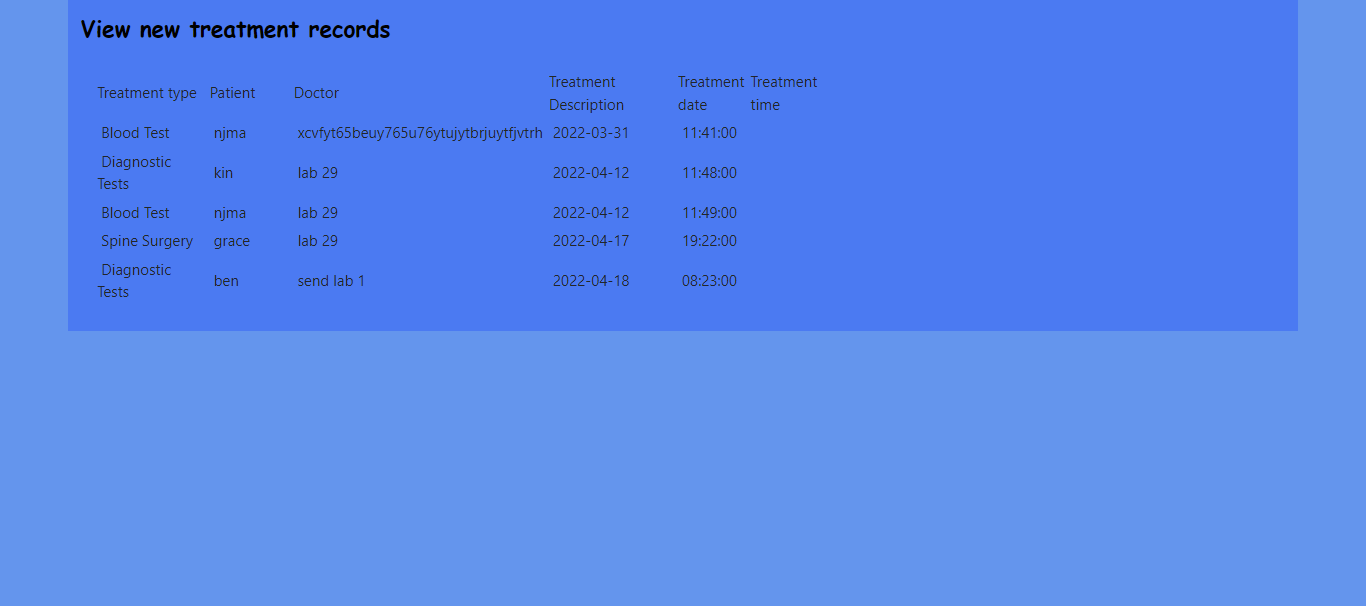 View new treatment records
Treatment type Patient Doctor Treatment Description Treatment date Treatment time
Blood Test njma xcvfyt65beuy765u76ytujytbrjuytfjvtrh 2022-03-31 11:41:00
Diagnostic Tests kin lab 29 2022-04-12 11:48:00
Blood Test njma lab 29 2022-04-12 11:49:00
Spine Surgery grace lab 29 2022-04-17 19:22:00
Diagnostic Tests ben send lab 1 2022-04-18 08:23:00